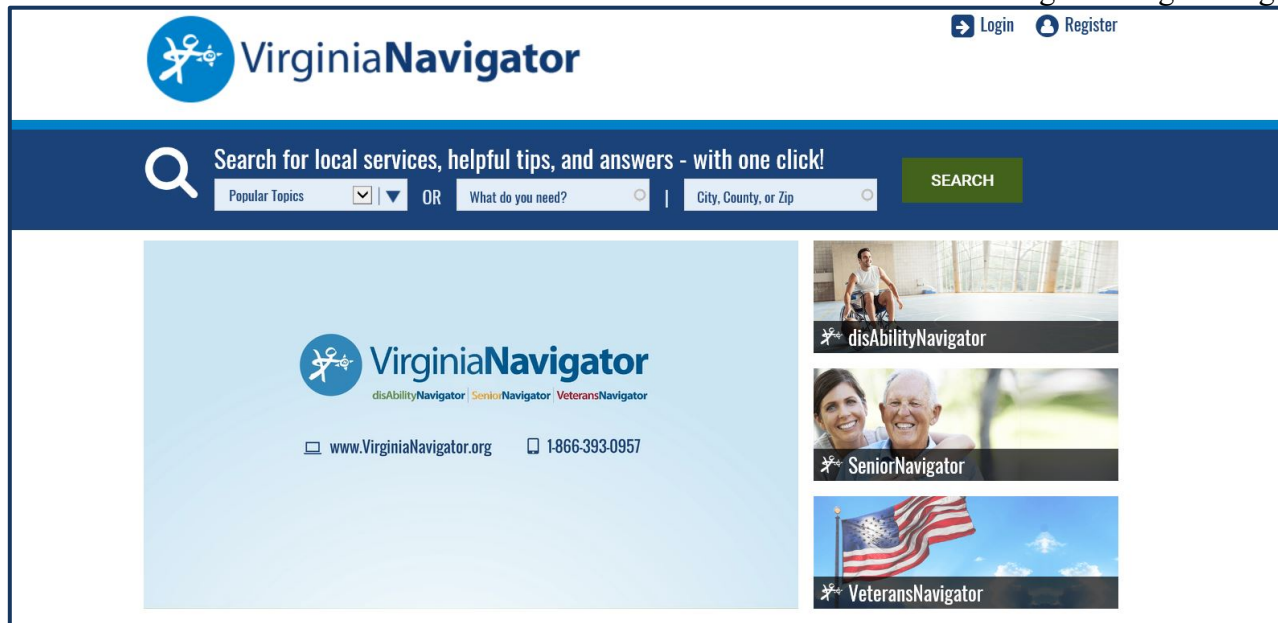 Login Register
VirginiaNavigator
Search for local services, helpful tips, and answers - with one click!
Popular Topics OR What do you need? | City, County, or Zip SEARCH
VirginiaNavigator
disAbilityNavigator | SeniorNavigator | VeteransNavigator
www.VirginiaNavigator.org 1-866-393-0957
disAbilityNavigator
SeniorNavigator
VeteransNavigator